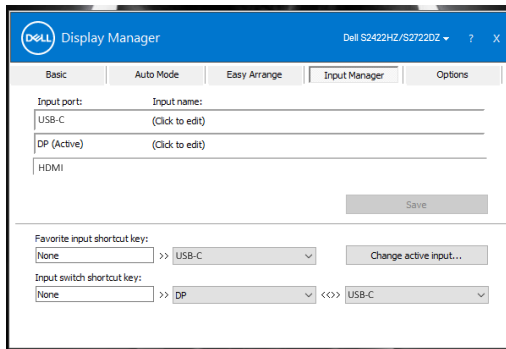 DELL Display Manager Dell S2422HZ/S2722DZ ? X
Basic Auto Mode Easy Arrange Input Manager Options
Input port: Input name:
USB-C (Click to edit)
DP (Active) (Click to edit)
HDMI
Save
Favorite input shortcut key:
None >> USB-C Change active input...
Input switch shortcut key:
None >> DP <<>> USB-C